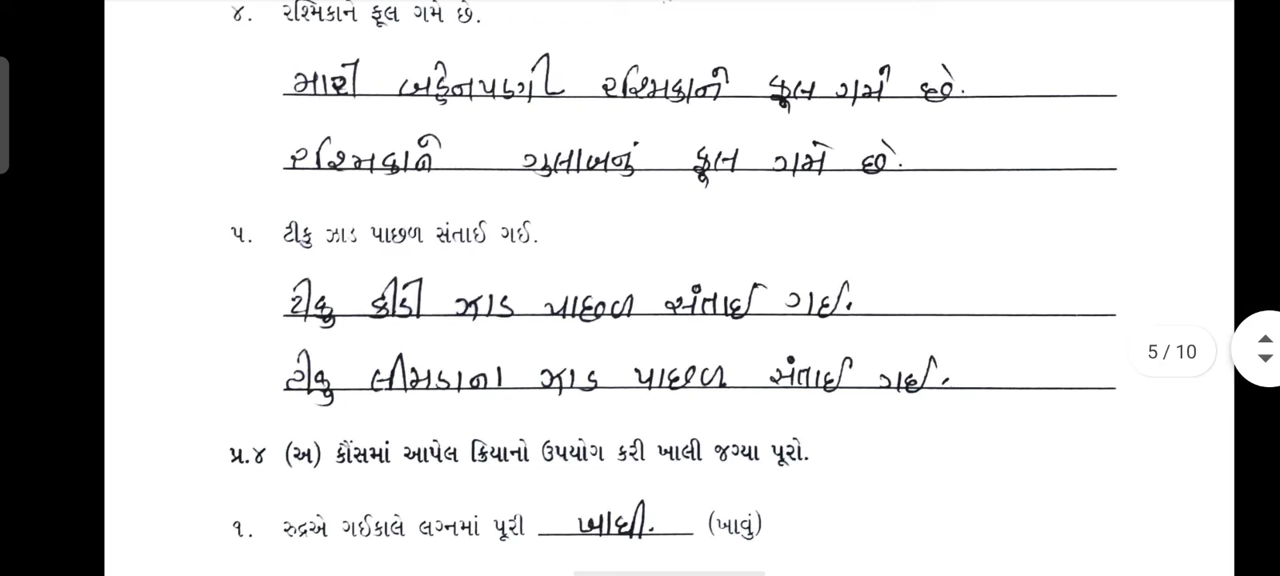 ૪. રશ્મિકાને ફૂલ ગમે છે.
મારી બહેનપણી રશ્મિકાને ફૂલ ગમે છે.
રશ્મિકાને ગુલાબનું ફૂલ ગમે છે.
૫. ટીકુ ઝાડ પાછળ સંતાઈ ગઈ.
ટીકુ કીડી ઝાડ પાછળ સંતાઈ ગઈ.
ટીકુ લીમડાના ઝાડ પાછળ સંતાઈ ગઈ.
5 / 10
પ્ર.૪ (અ) કૌંસમાં આપેલ ક્રિયાનો ઉપયોગ કરી ખાલી જગ્યા પૂરો.
૧. રુદ્રએ ગઈકાલે લગ્નમાં પૂરી ખાધી. (ખાવું)